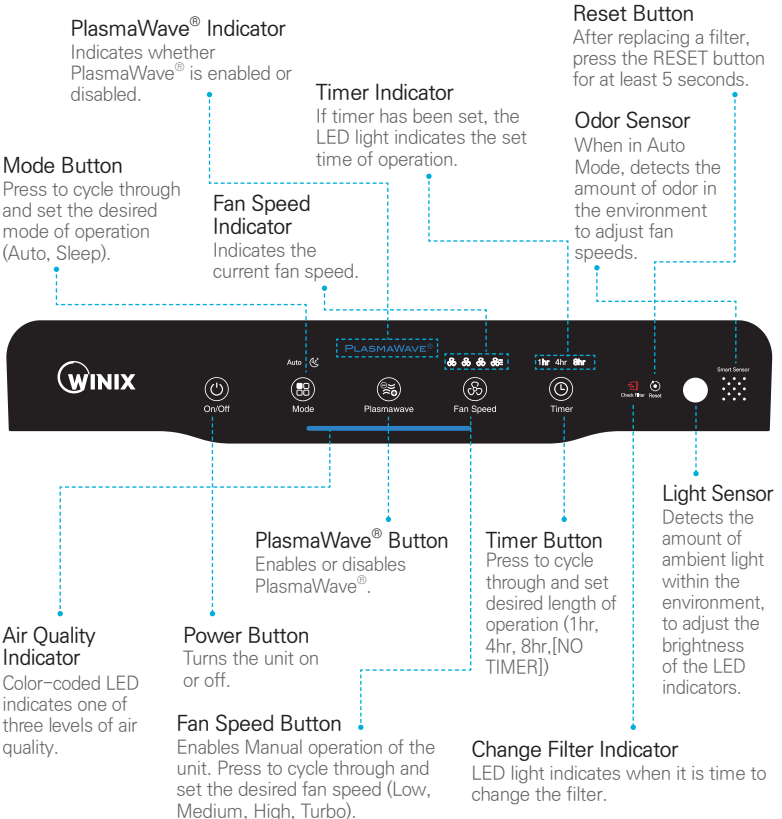 PlasmaWave® Indicator
Indicates whether
PlasmaWave® is enabled or
disabled.
Timer Indicator
If timer has been set, the
LED light indicates the set
time of operation.
Reset Button
After replacing a filter,
press the RESET button
for at least 5 seconds.
Odor Sensor
When in Auto
Mode, detects the
amount of odor in
the environment
to adjust fan
speeds.
Mode Button
Press to cycle through
and set the desired
mode of operation
(Auto, Sleep).
Fan Speed
Indicator
Indicates the
current fan speed.
WINIX
On/Off
Auto
Mode
PLASMAWAVE®
Plasmawave
Fan Speed
1hr 4hr 8hr
Timer
Check filter
Reset
Smart Sensor
Air Quality
Indicator
Color-coded LED
indicates one of
three levels of air
quality.
Power Button
Turns the unit on
or off.
PlasmaWave® Button
Enables or disables
PlasmaWave®.
Fan Speed Button
Enables Manual operation of the
unit. Press to cycle through and
set the desired fan speed (Low,
Medium, High, Turbo).
Timer Button
Press to cycle
through and set
desired length of
operation (1hr,
4hr, 8hr,[NO
TIMER])
Change Filter Indicator
LED light indicates when it is time to
change the filter.
Light Sensor
Detects the
amount of
ambient light
within the
environment,
to adjust the
brightness
of the LED
indicators.